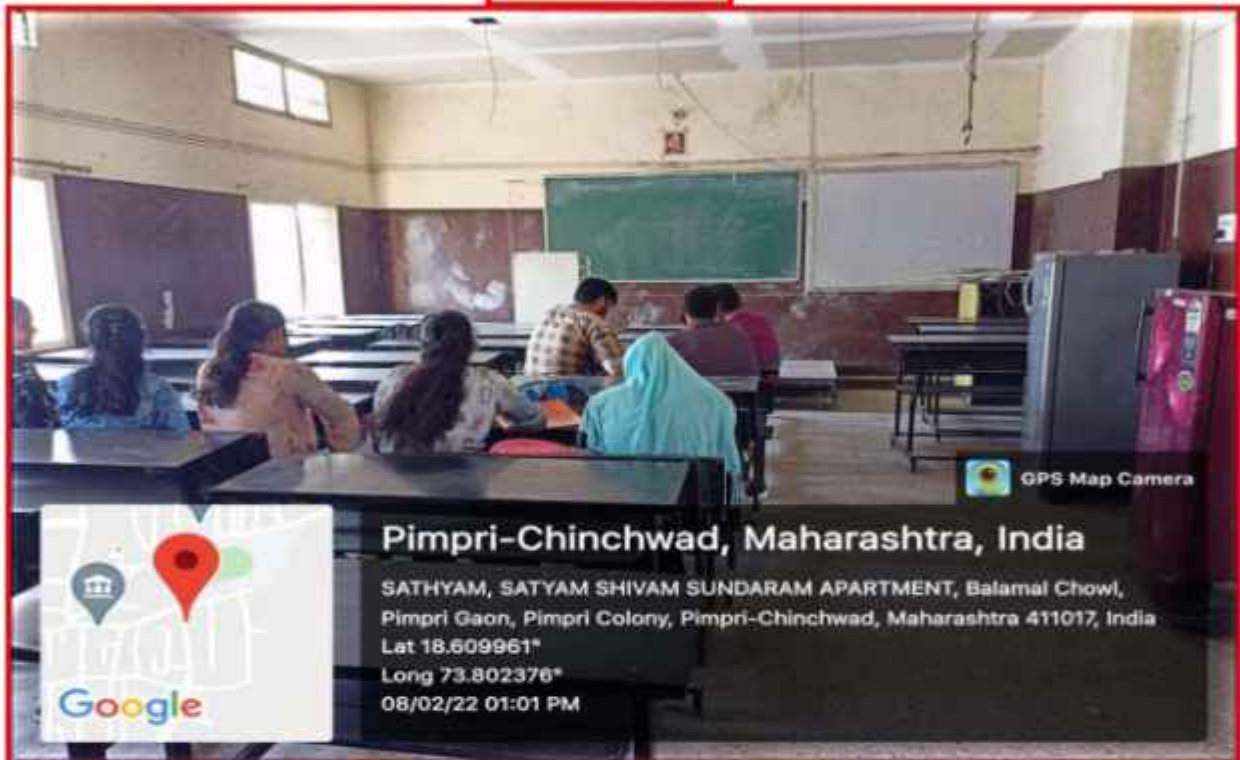 GPS Map Camera
Pimpri-Chinchwad, Maharashtra, India
SATHYAM, SATYAM SHIVAM SUNDARAM APARTMENT, Balamal Chowl,
Pimpri Gaon, Pimpri Colony, Pimpri-Chinchwad, Maharashtra 411017, India
Lat 18.609961°
Long 73.802376°
08/02/22 01:01 PM
Google